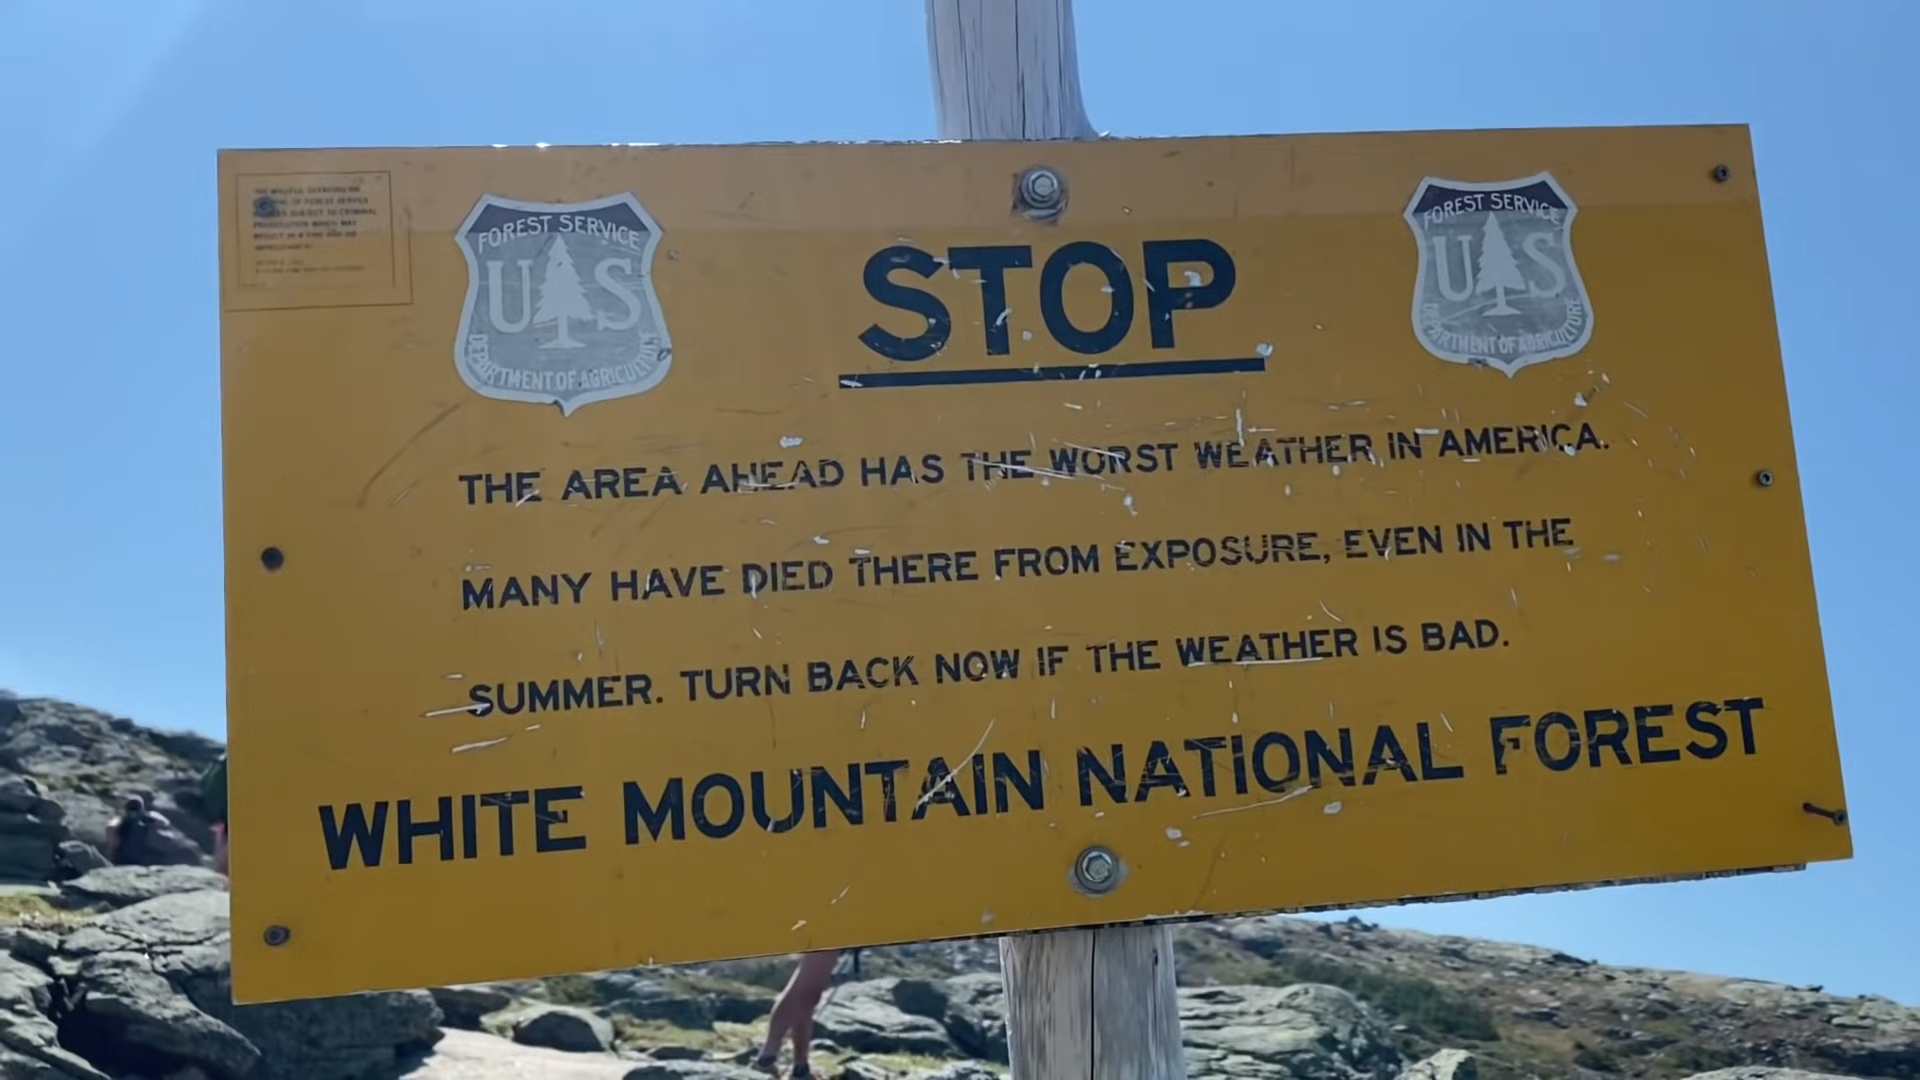 FOREST SERVICE
US
DEPARTMENT OF AGRICULTURE
STOP
FOREST SERVICE
US
DEPARTMENT OF AGRICULTURE
THE AREA AHEAD HAS THE WORST WEATHER IN AMERICA.
MANY HAVE DIED THERE FROM EXPOSURE, EVEN IN THE
SUMMER. TURN BACK NOW IF THE WEATHER IS BAD.
WHITE MOUNTAIN NATIONAL FOREST